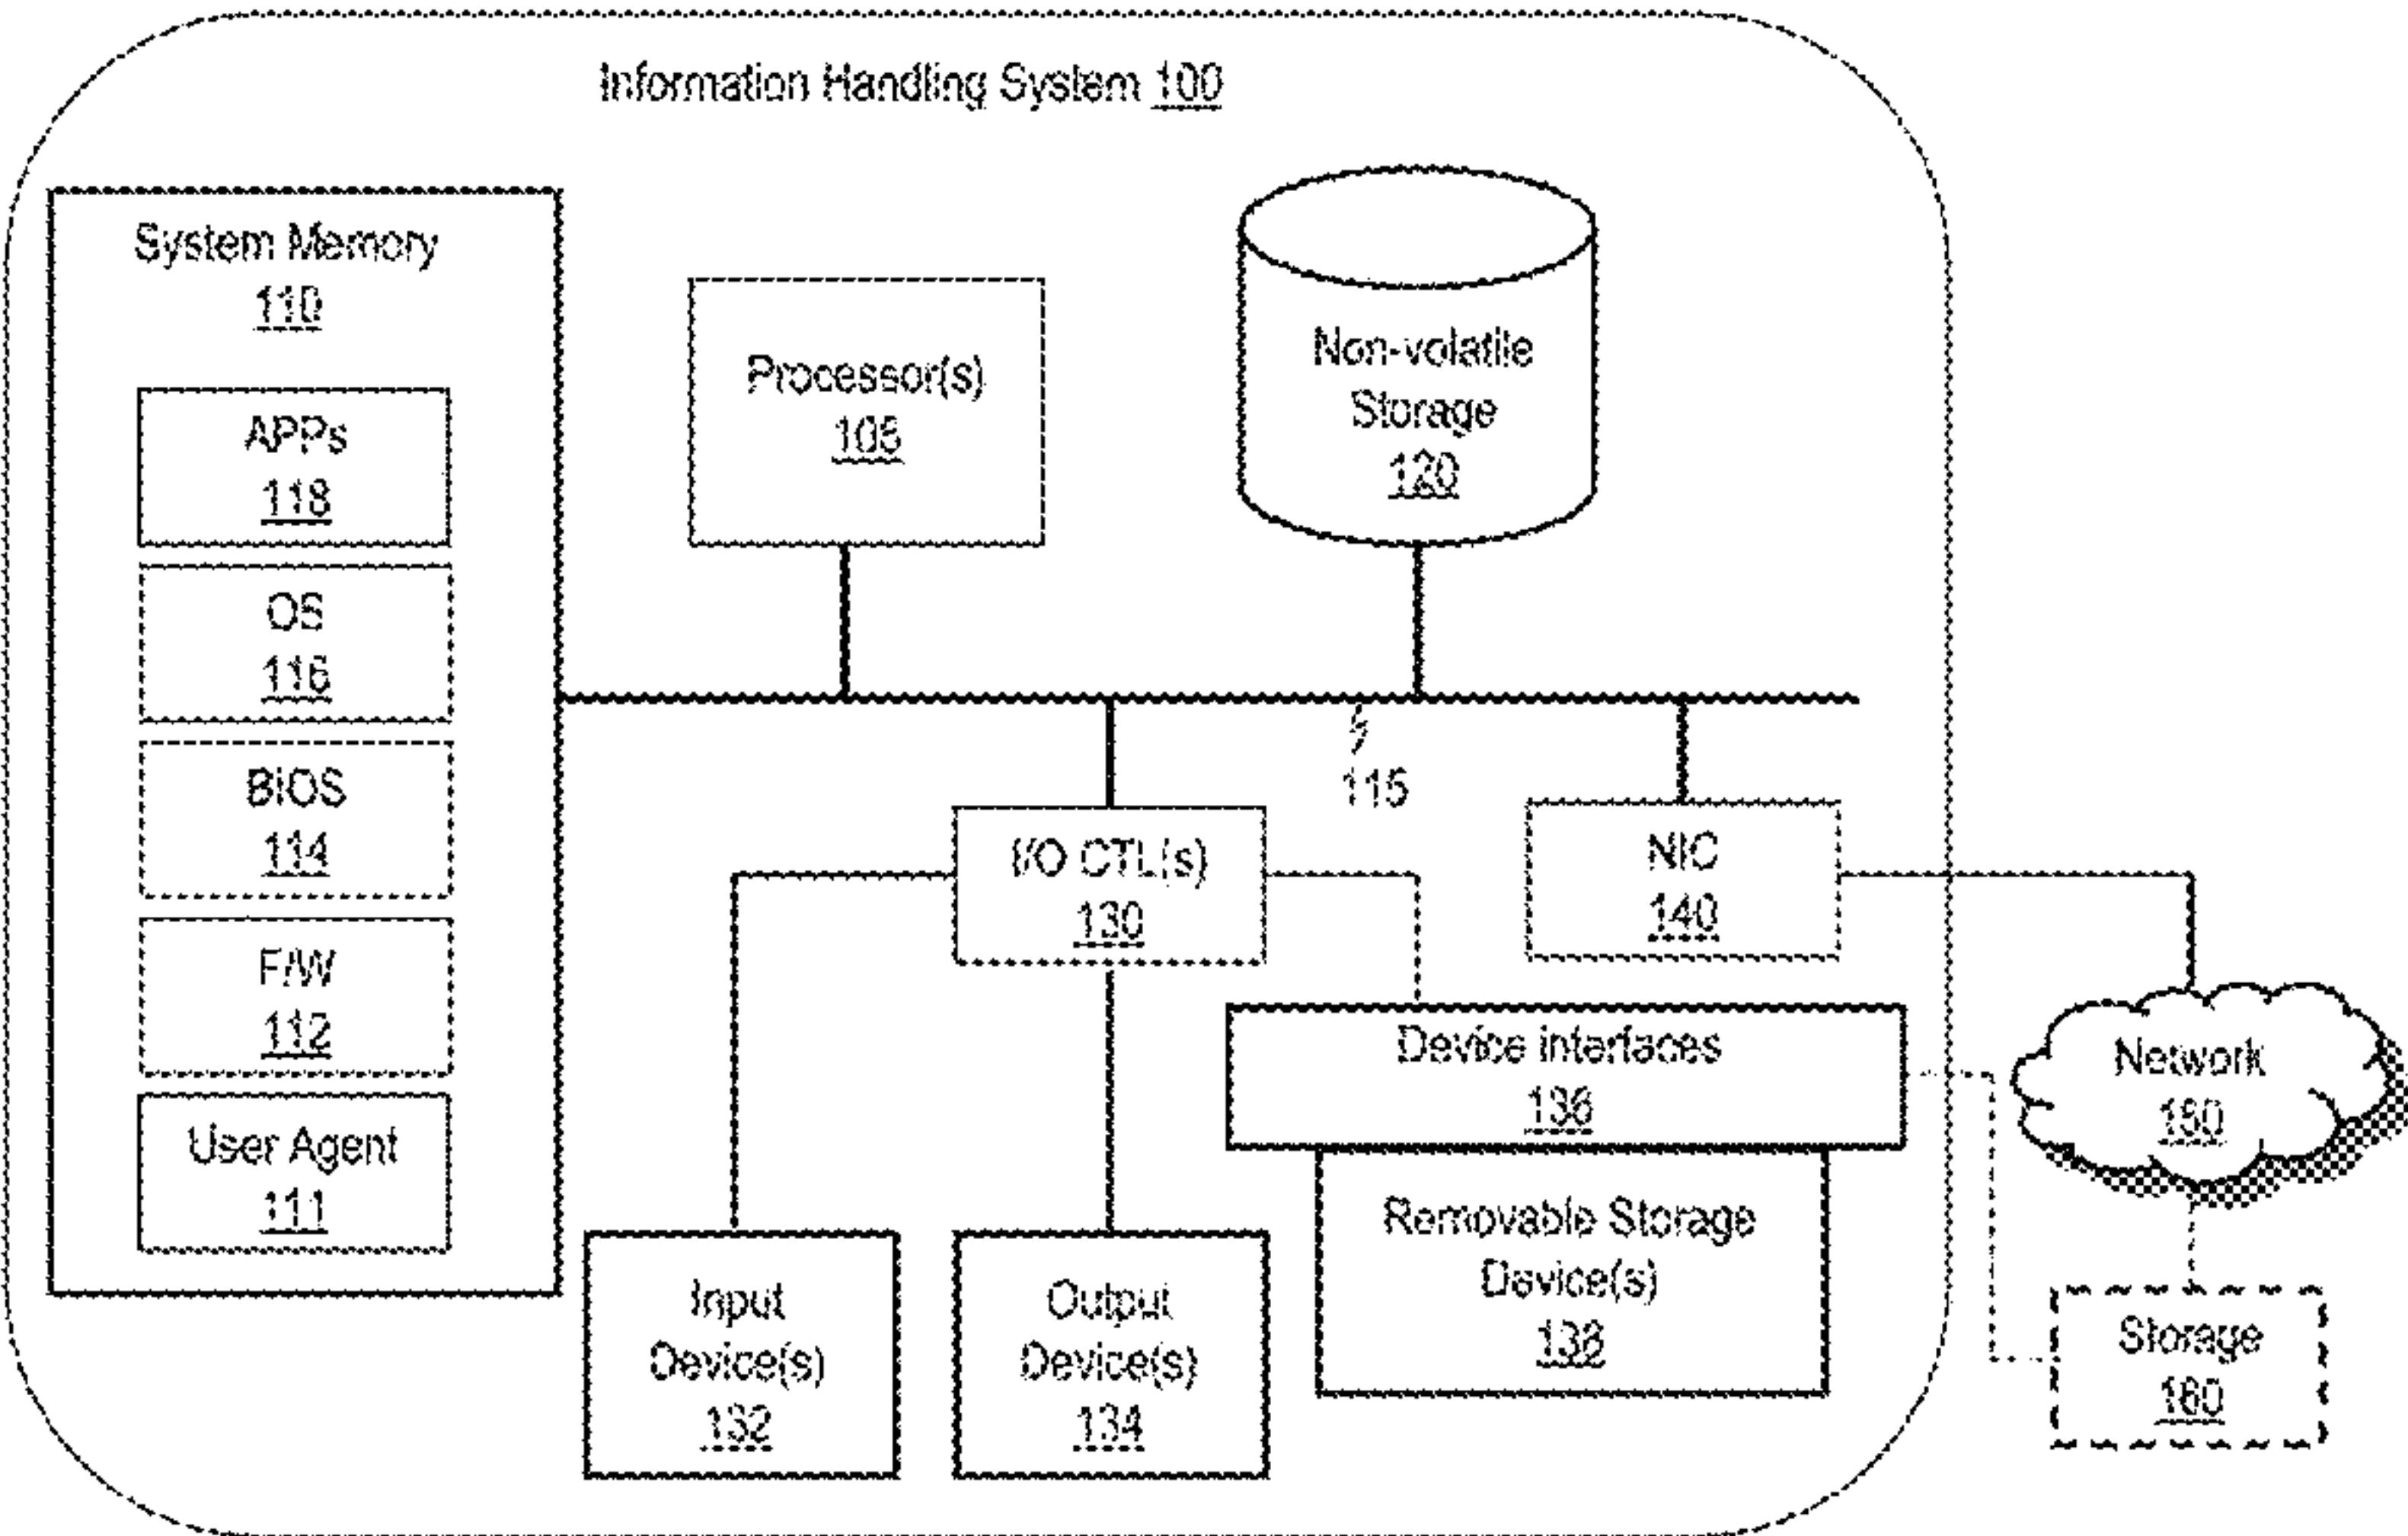 Information Handling System 100
System Memory
110
APPs
118
OS
116
BIOS
114
F/W
112
User Agent
111
Processor(s)
105
Non-volatile
Storage
120
115
I/O CTL(s)
130
NIC
140
Device interfaces
136
Removable Storage
Device(s)
138
Input
Device(s)
132
Output
Device(s)
134
Network
150
Storage
160